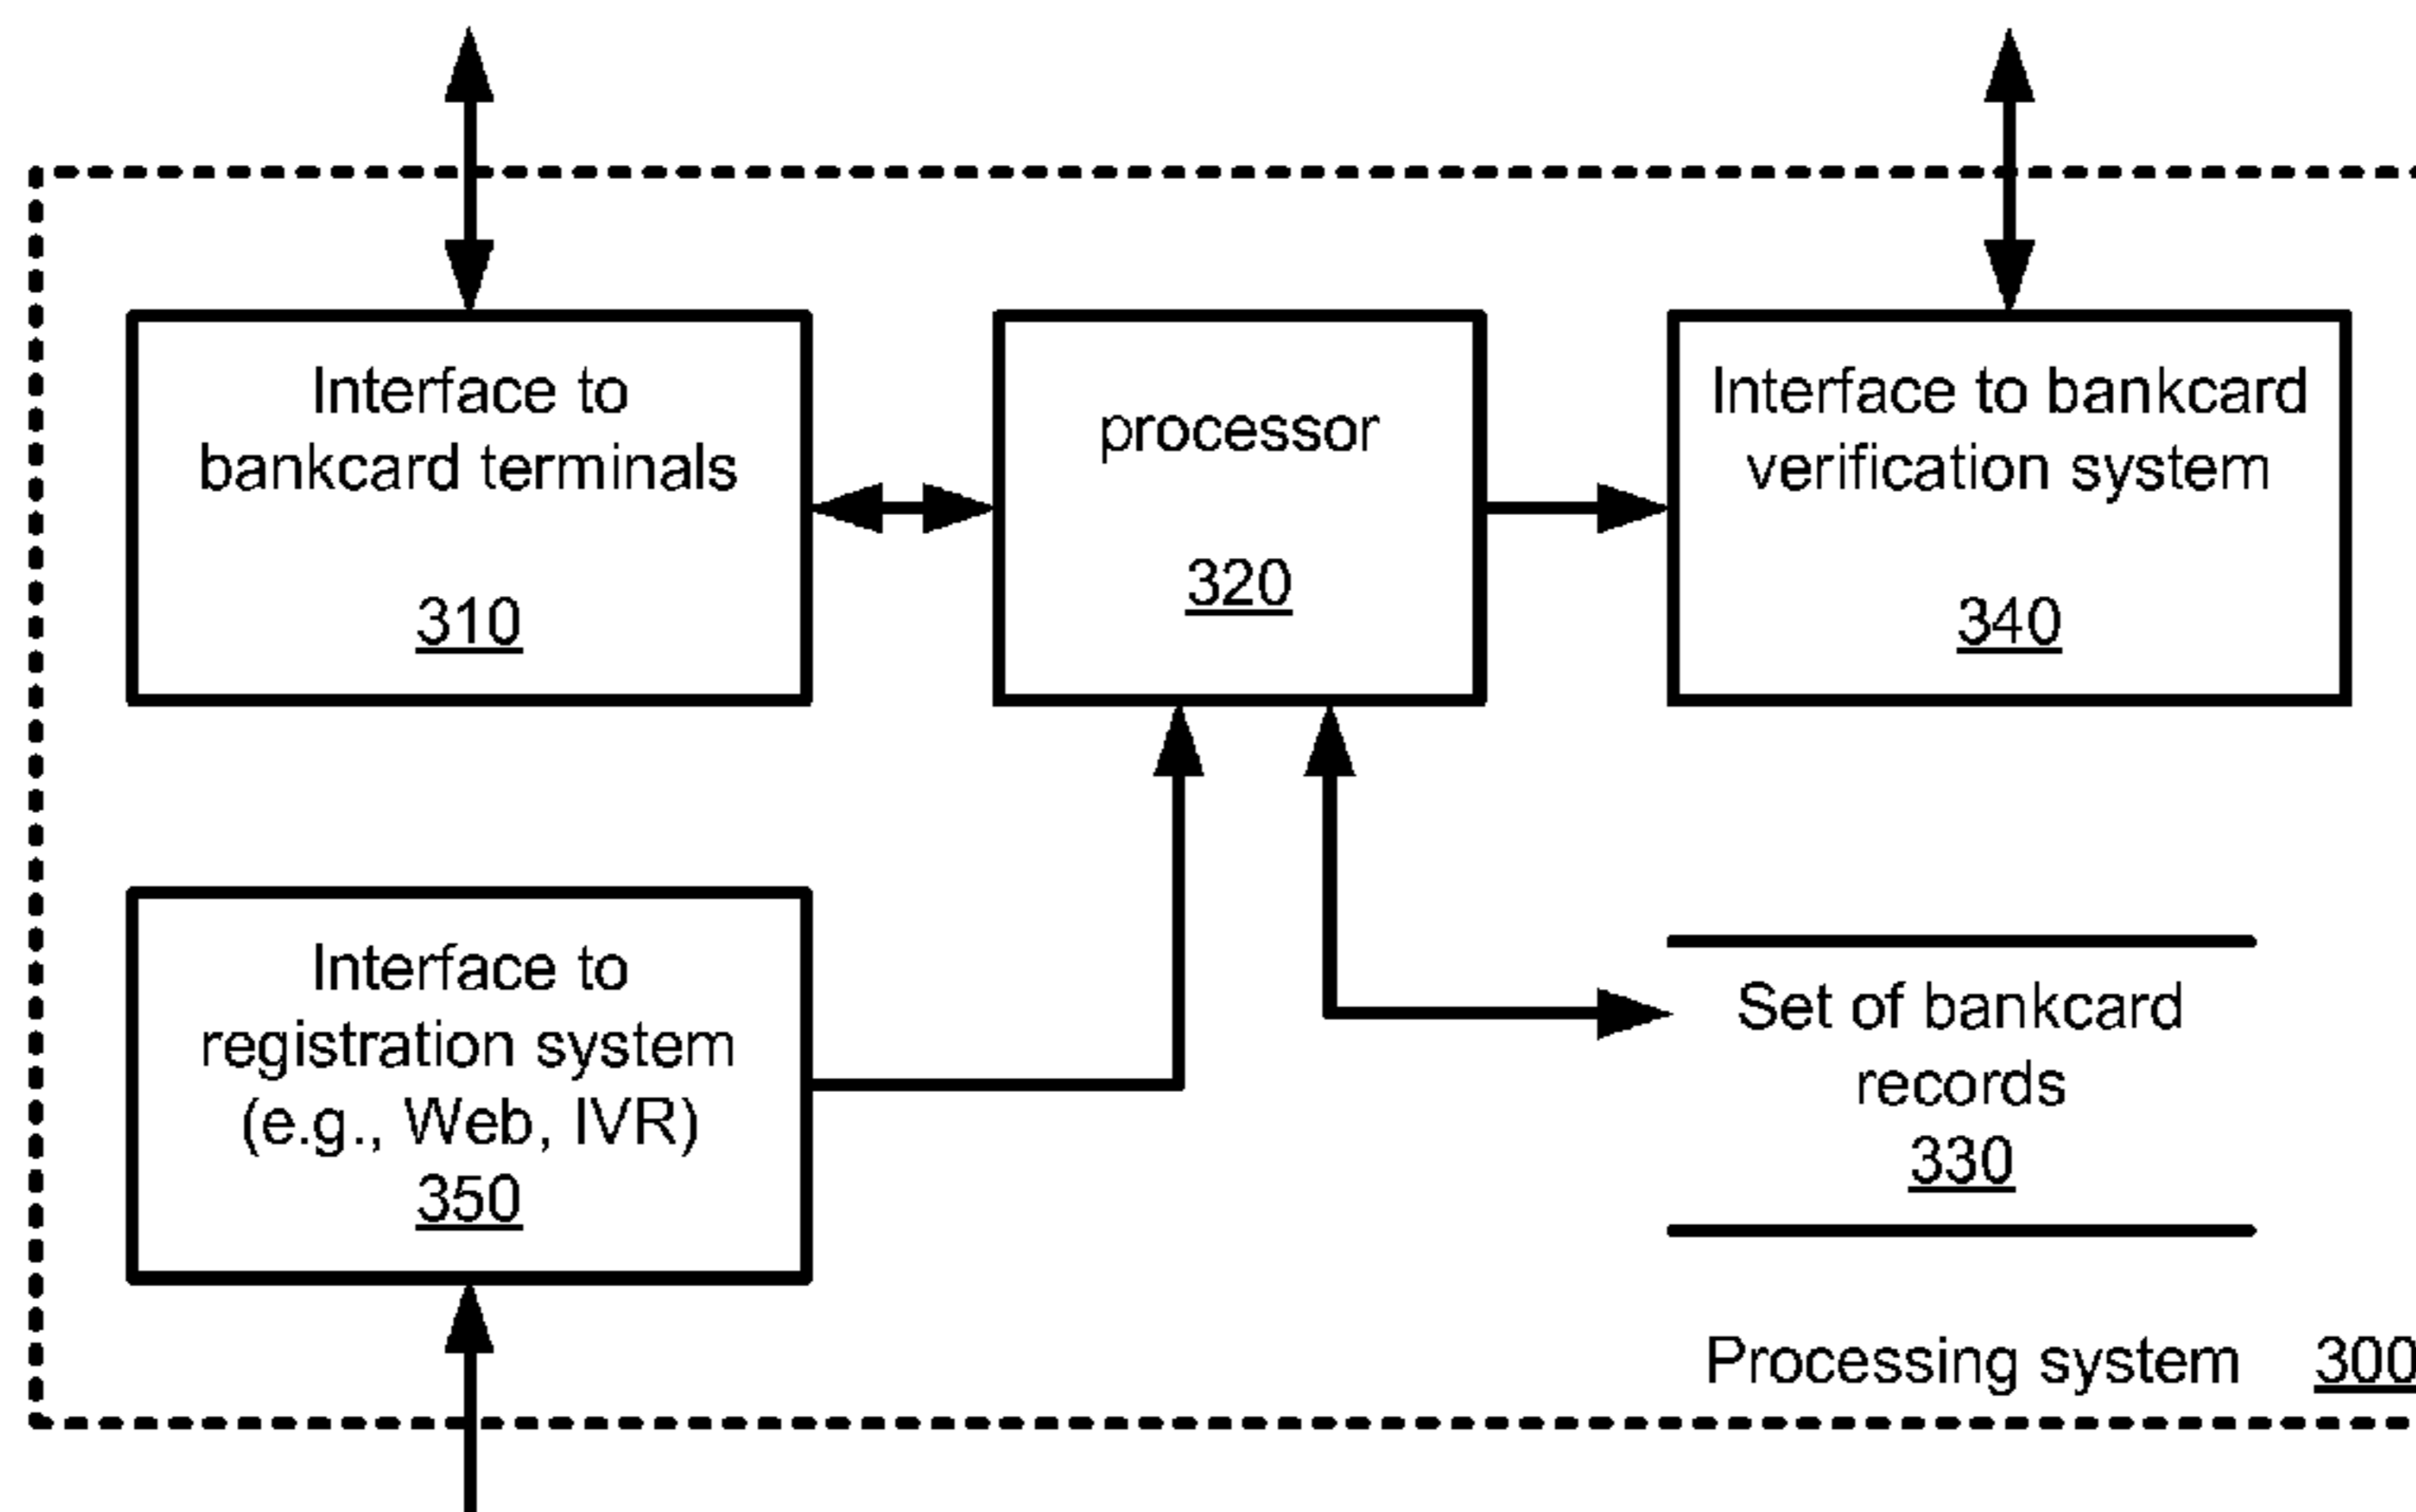 Interface to
bankcard terminals
310
processor
320
Interface to bankcard
verification system
340
Interface to
registration system
(e.g., Web, IVR)
350
Set of bankcard
records
330
Processing system 300